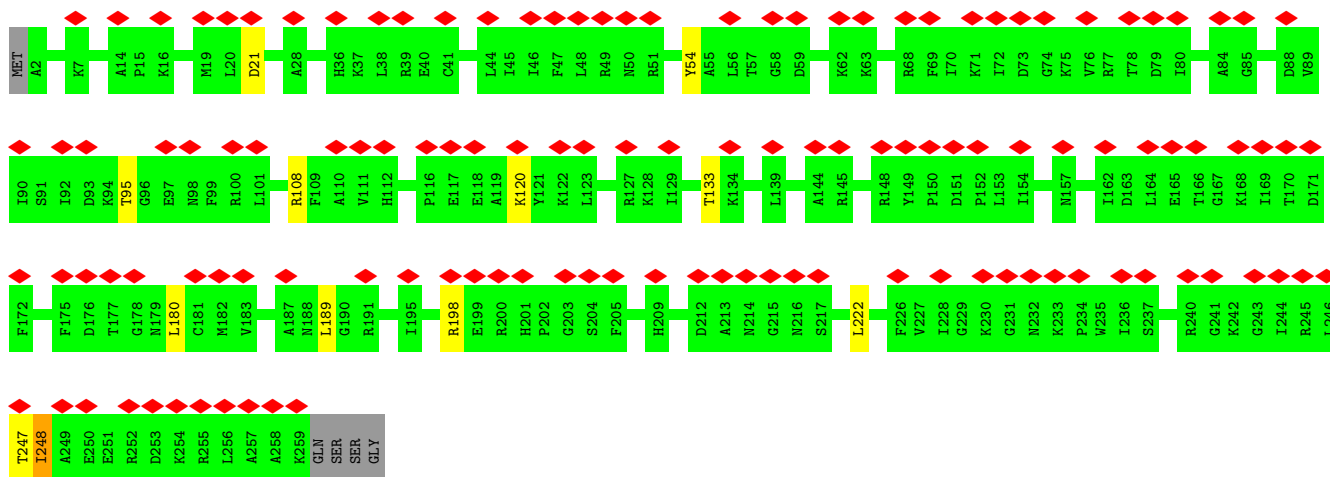 MET A2 K7 A14 P15 K16 M19 L20 D21 A28 H36 K37 L38 R39 E40 C41 L44 I45 I46 F47 L48 R49 N50 R51 Y54 A55 L56 T57 G58 D59 K62 K63 R68 F69 I70 K71 I72 D73 G74 K75 V76 R77 T78 D79 I80 A84 G85 D88 V89
I90 S91 I92 D93 K94 T95 G96 E97 N98 F99 R100 L101 R108 F109 A110 V111 H112 P116 E117 E118 A119 K120 Y121 K122 L123 R127 K128 I129 T133 K134 L139 A144 R145 R148 Y149 P150 D151 P152 L153 I154 N157 I162 D163 L164 E165 T166 G167 K168 I169 T170 D171
F172 F175 D176 T177 G178 N179 L180 C181 M182 V183 A187 N188 L189 G190 R191 I195 R198 E199 R200 H201 P202 G203 S204 F205 H209 D212 A213 N214 G215 N216 S217 L222 F226 V227 I228 G229 K230 G231 N232 K233 P234 W235 I236 S237 R240 G241 K242 G243 I244 R245
T247 I248 A249 E250 E251 R252 D253 K254 R255 L256 A257 A258 K259 GLN SER SER GLY